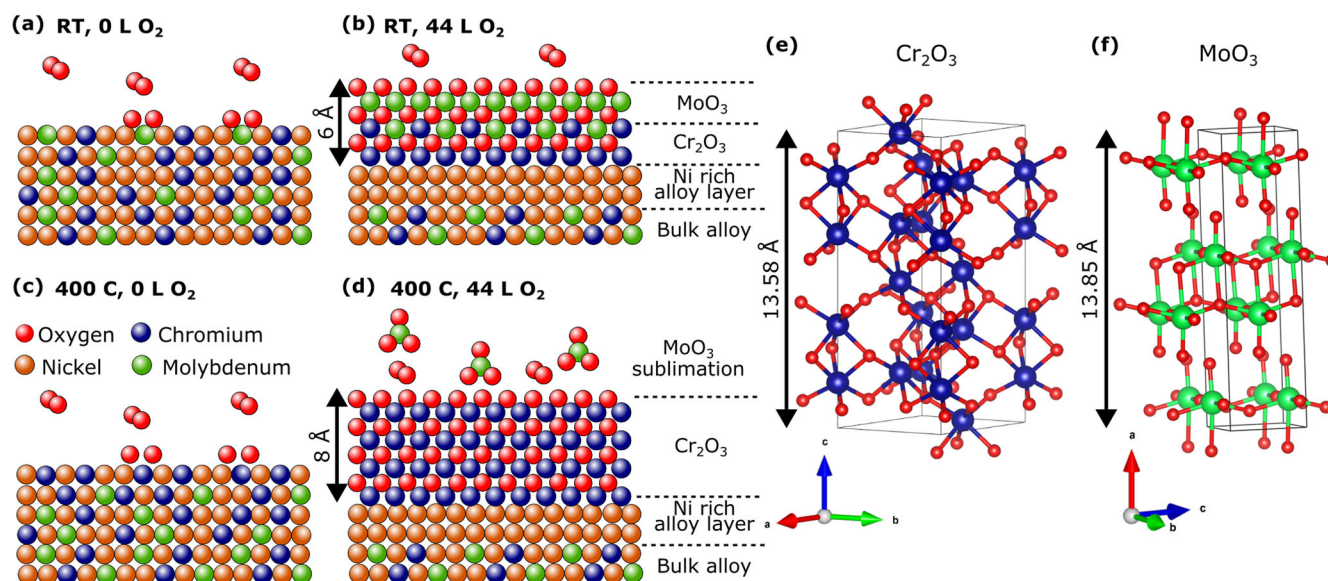 (a) RT, 0 L O₂
(b) RT, 44 L O₂
6 Å
MoO₃
Cr₂O₃
Ni rich
alloy layer
Bulk alloy
(c) 400 C, 0 L O₂
Oxygen
Chromium
Nickel
Molybdenum
(d) 400 C, 44 L O₂
8 Å
MoO₃
sublimation
Cr₂O₃
Ni rich
alloy layer
Bulk alloy
(e)
Cr₂O₃
13.58 Å
c
a
b
(f)
MoO₃
13.85 Å
a
c
b